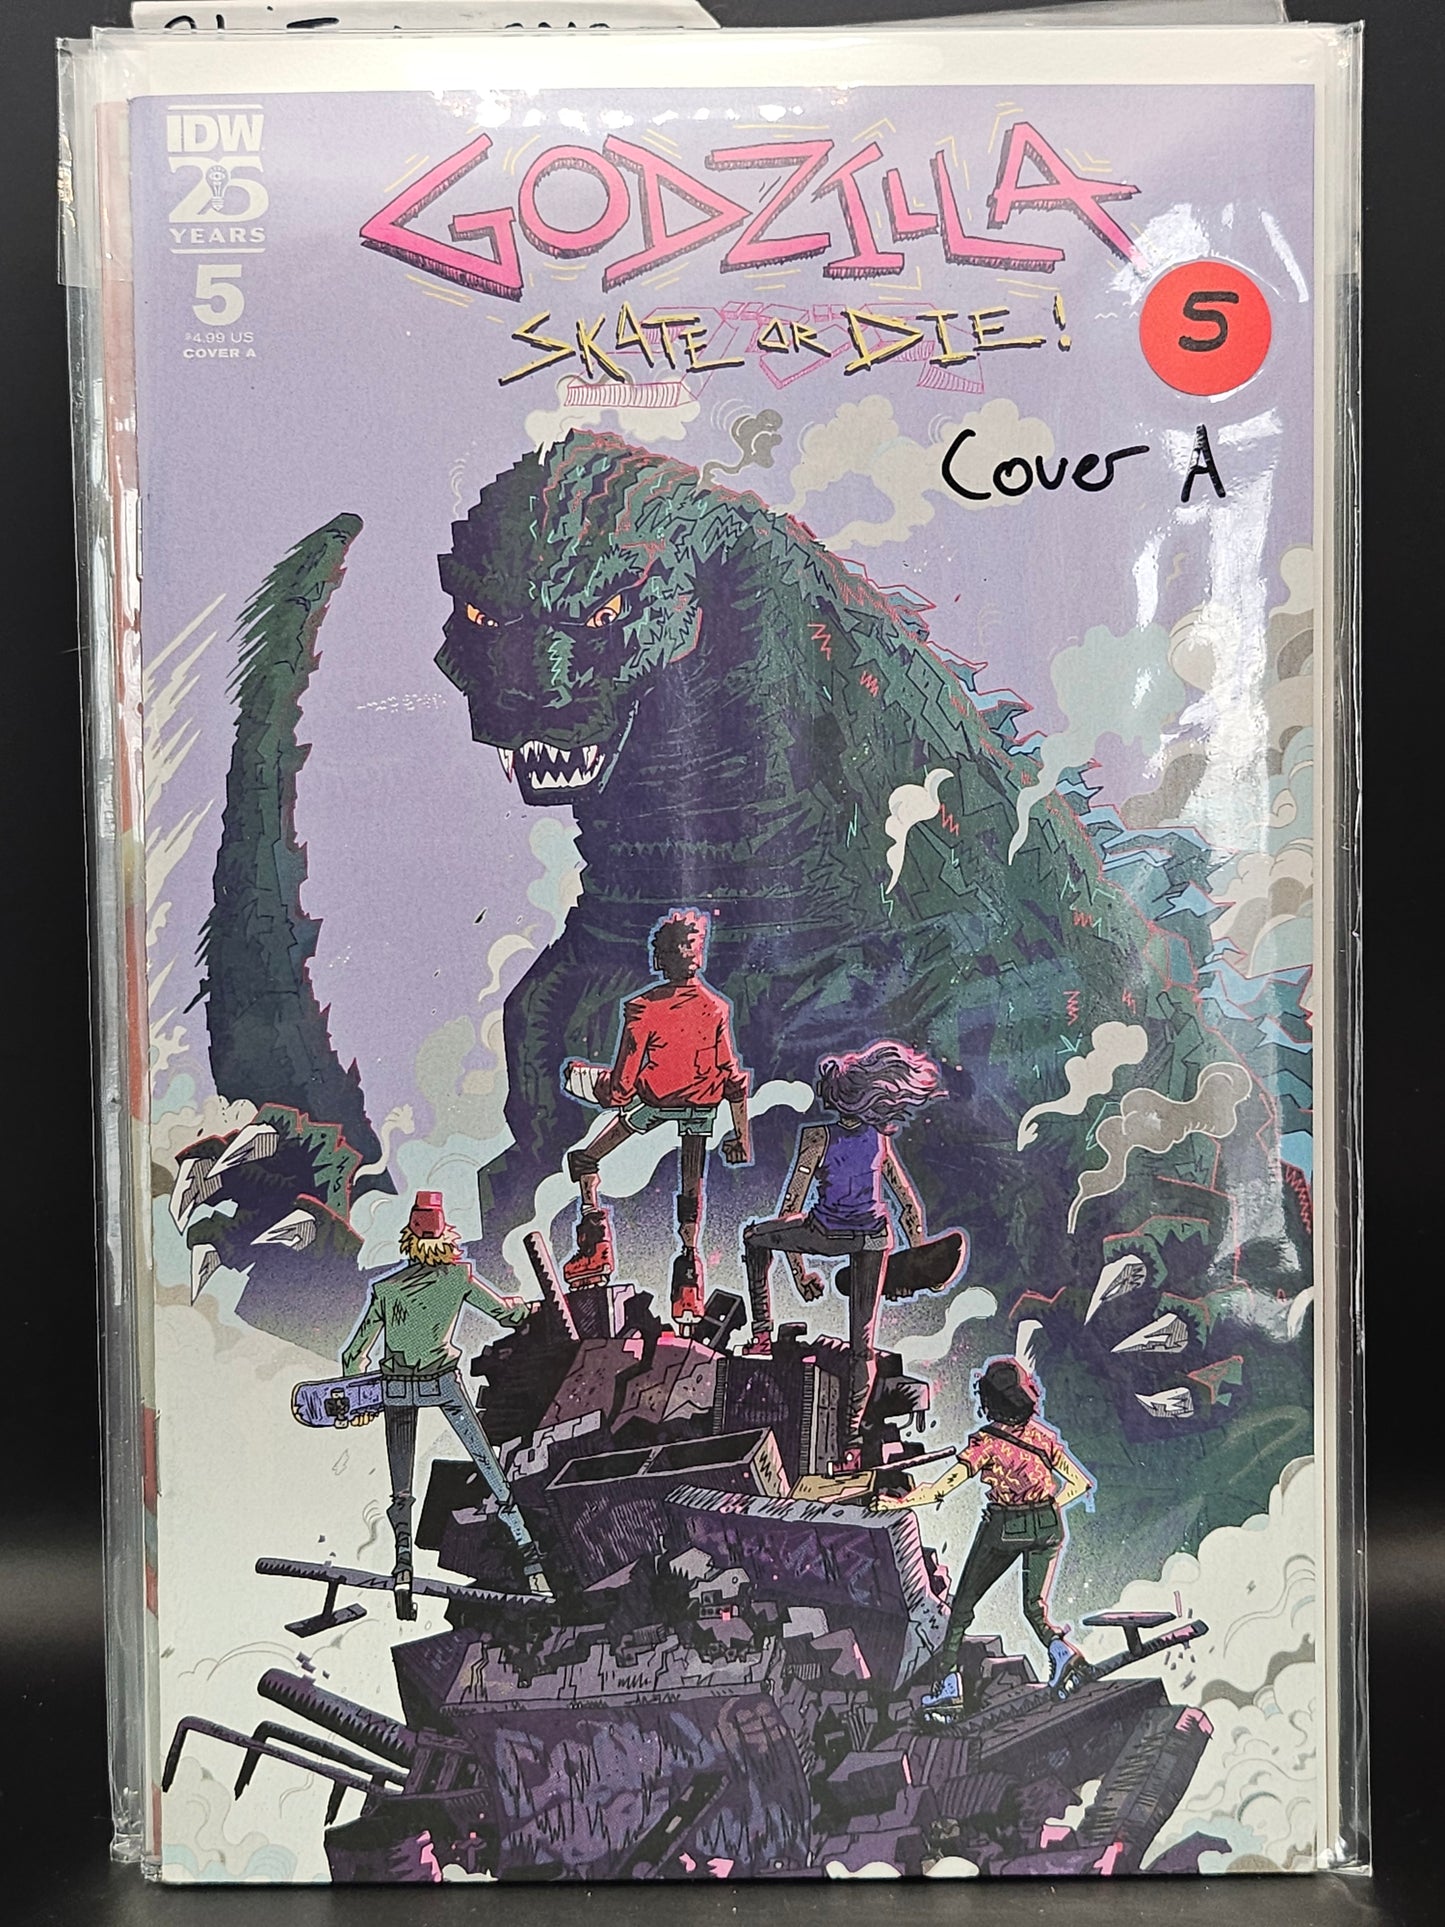 IDW
25
YEARS
5
$4.99 US
COVER A
GODZILLA
SKATE OR DIE!
5
Cover A